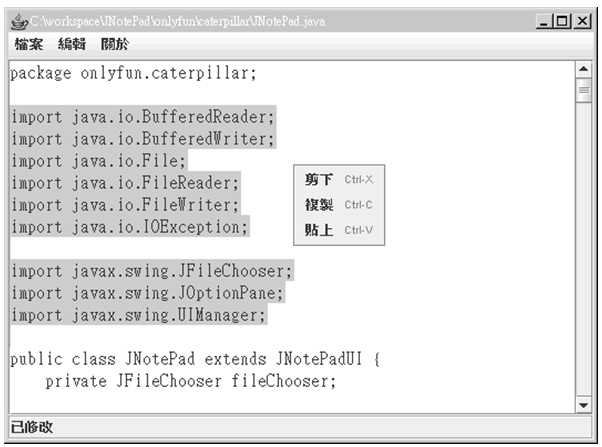 C:\workspace\JNotePad\onlyfun\caterpillar\JNotePad.java
檔案 編輯 關於
package onlyfun.caterpillar;
import java.io.BufferedReader;
import java.io.BufferedWriter;
import java.io.File;
import java.io.FileReader;
import java.io.FileWriter;
import java.io.IOException;
剪下 Ctrl-X
複製 Ctrl-C
貼上 Ctrl-V
import javax.swing.JFileChooser;
import javax.swing.JOptionPane;
import javax.swing.UIManager;
public class JNotePad extends JNotePadUI {
    private JFileChooser fileChooser;
已修改